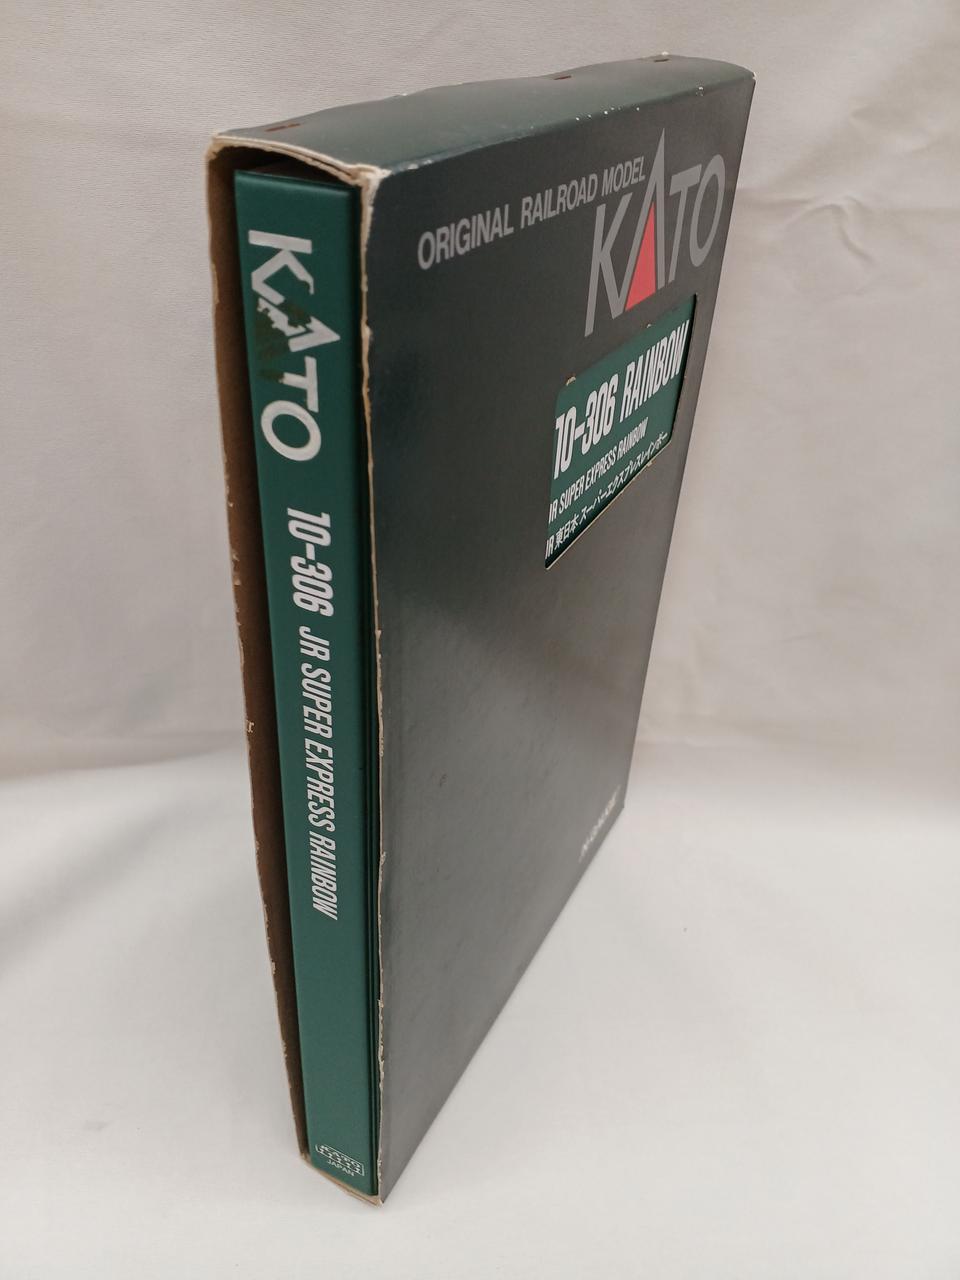 KATO 10-306 JR SUPER EXPRESS RAINBOW
KATO
JAPAN
ORIGINAL RAILROAD MODEL
KATO
10-306 RAINBOW
JR SUPER EXPRESS RAINBOW
JR東日本 スーパーエクスプレスレインボー